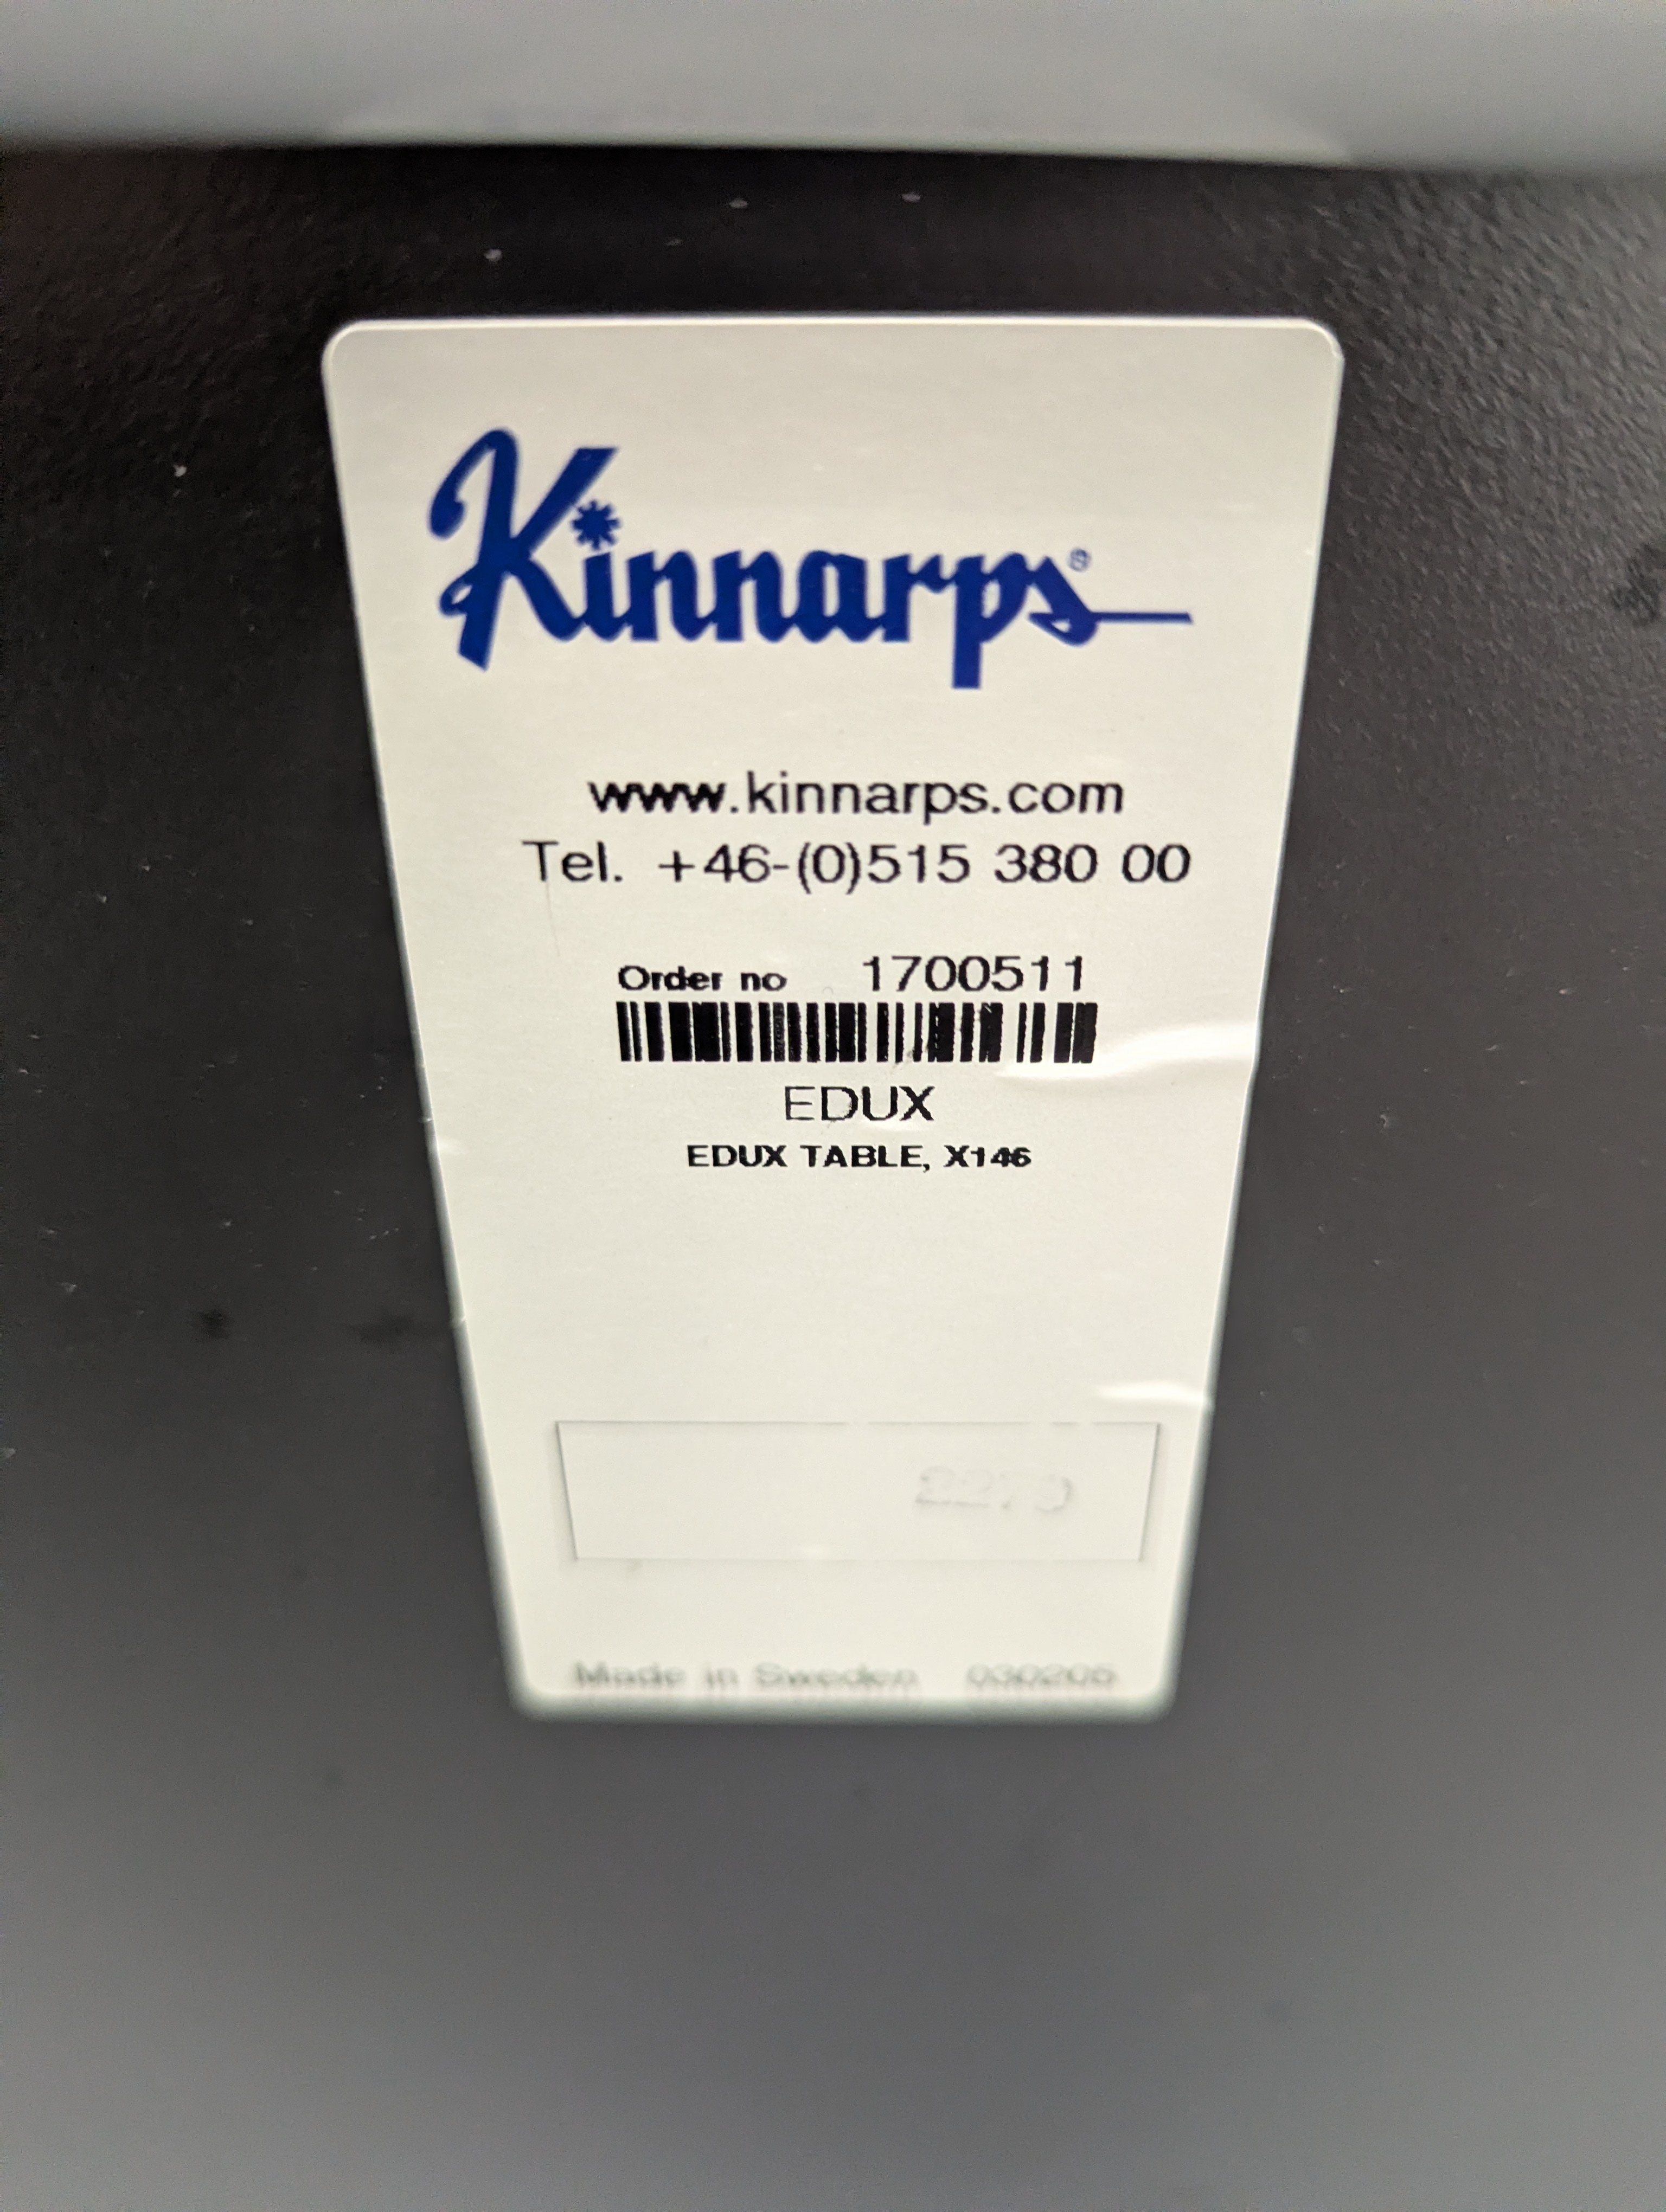 Kinnarps®
www.kinnarps.com
Tel. +46-(0)515 380 00
Order no 1700511
EDUX
EDUX TABLE, X146
Made in Sweden 030205